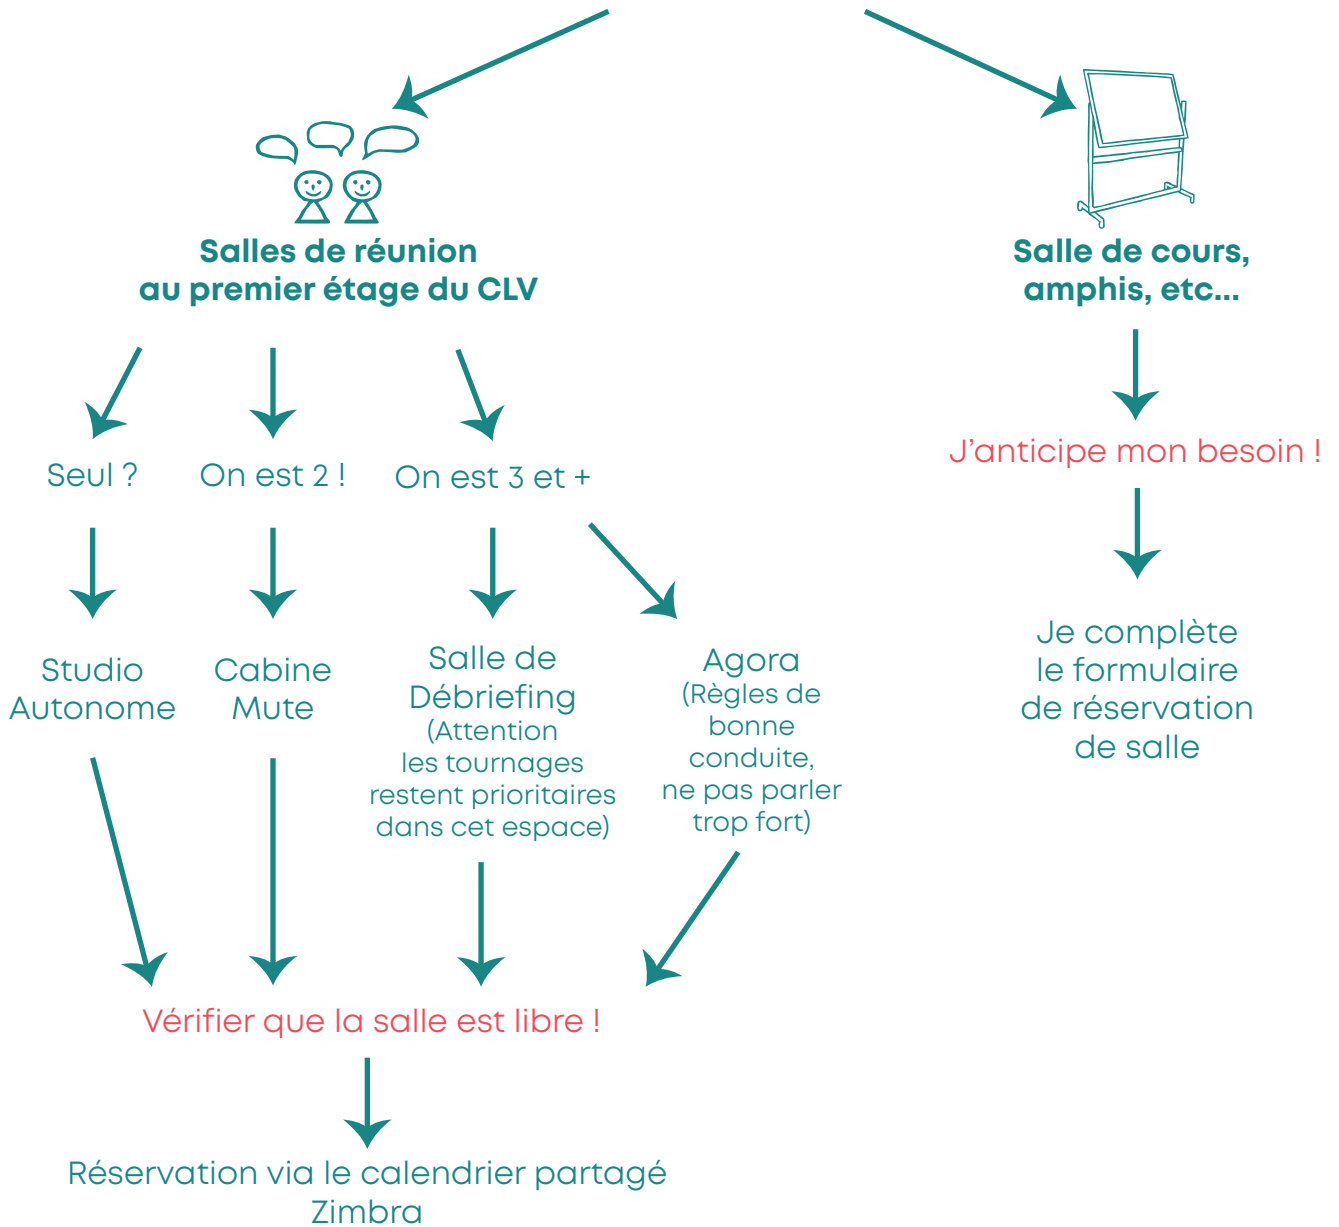 Salles de réunion
au premier étage du CLV
Salle de cours,
amphis, etc...
J'anticipe mon besoin !
Seul ?
On est 2 !
On est 3 et +
Studio
Autonome
Cabine
Mute
Salle de
Débriefing
(Attention
les tournages
restent prioritaires
dans cet espace)
Agora
(Règles de
bonne
conduite,
ne pas parler
trop fort)
Je complète
le formulaire
de réservation
de salle
Vérifier que la salle est libre !
Réservation via le calendrier partagé
Zimbra